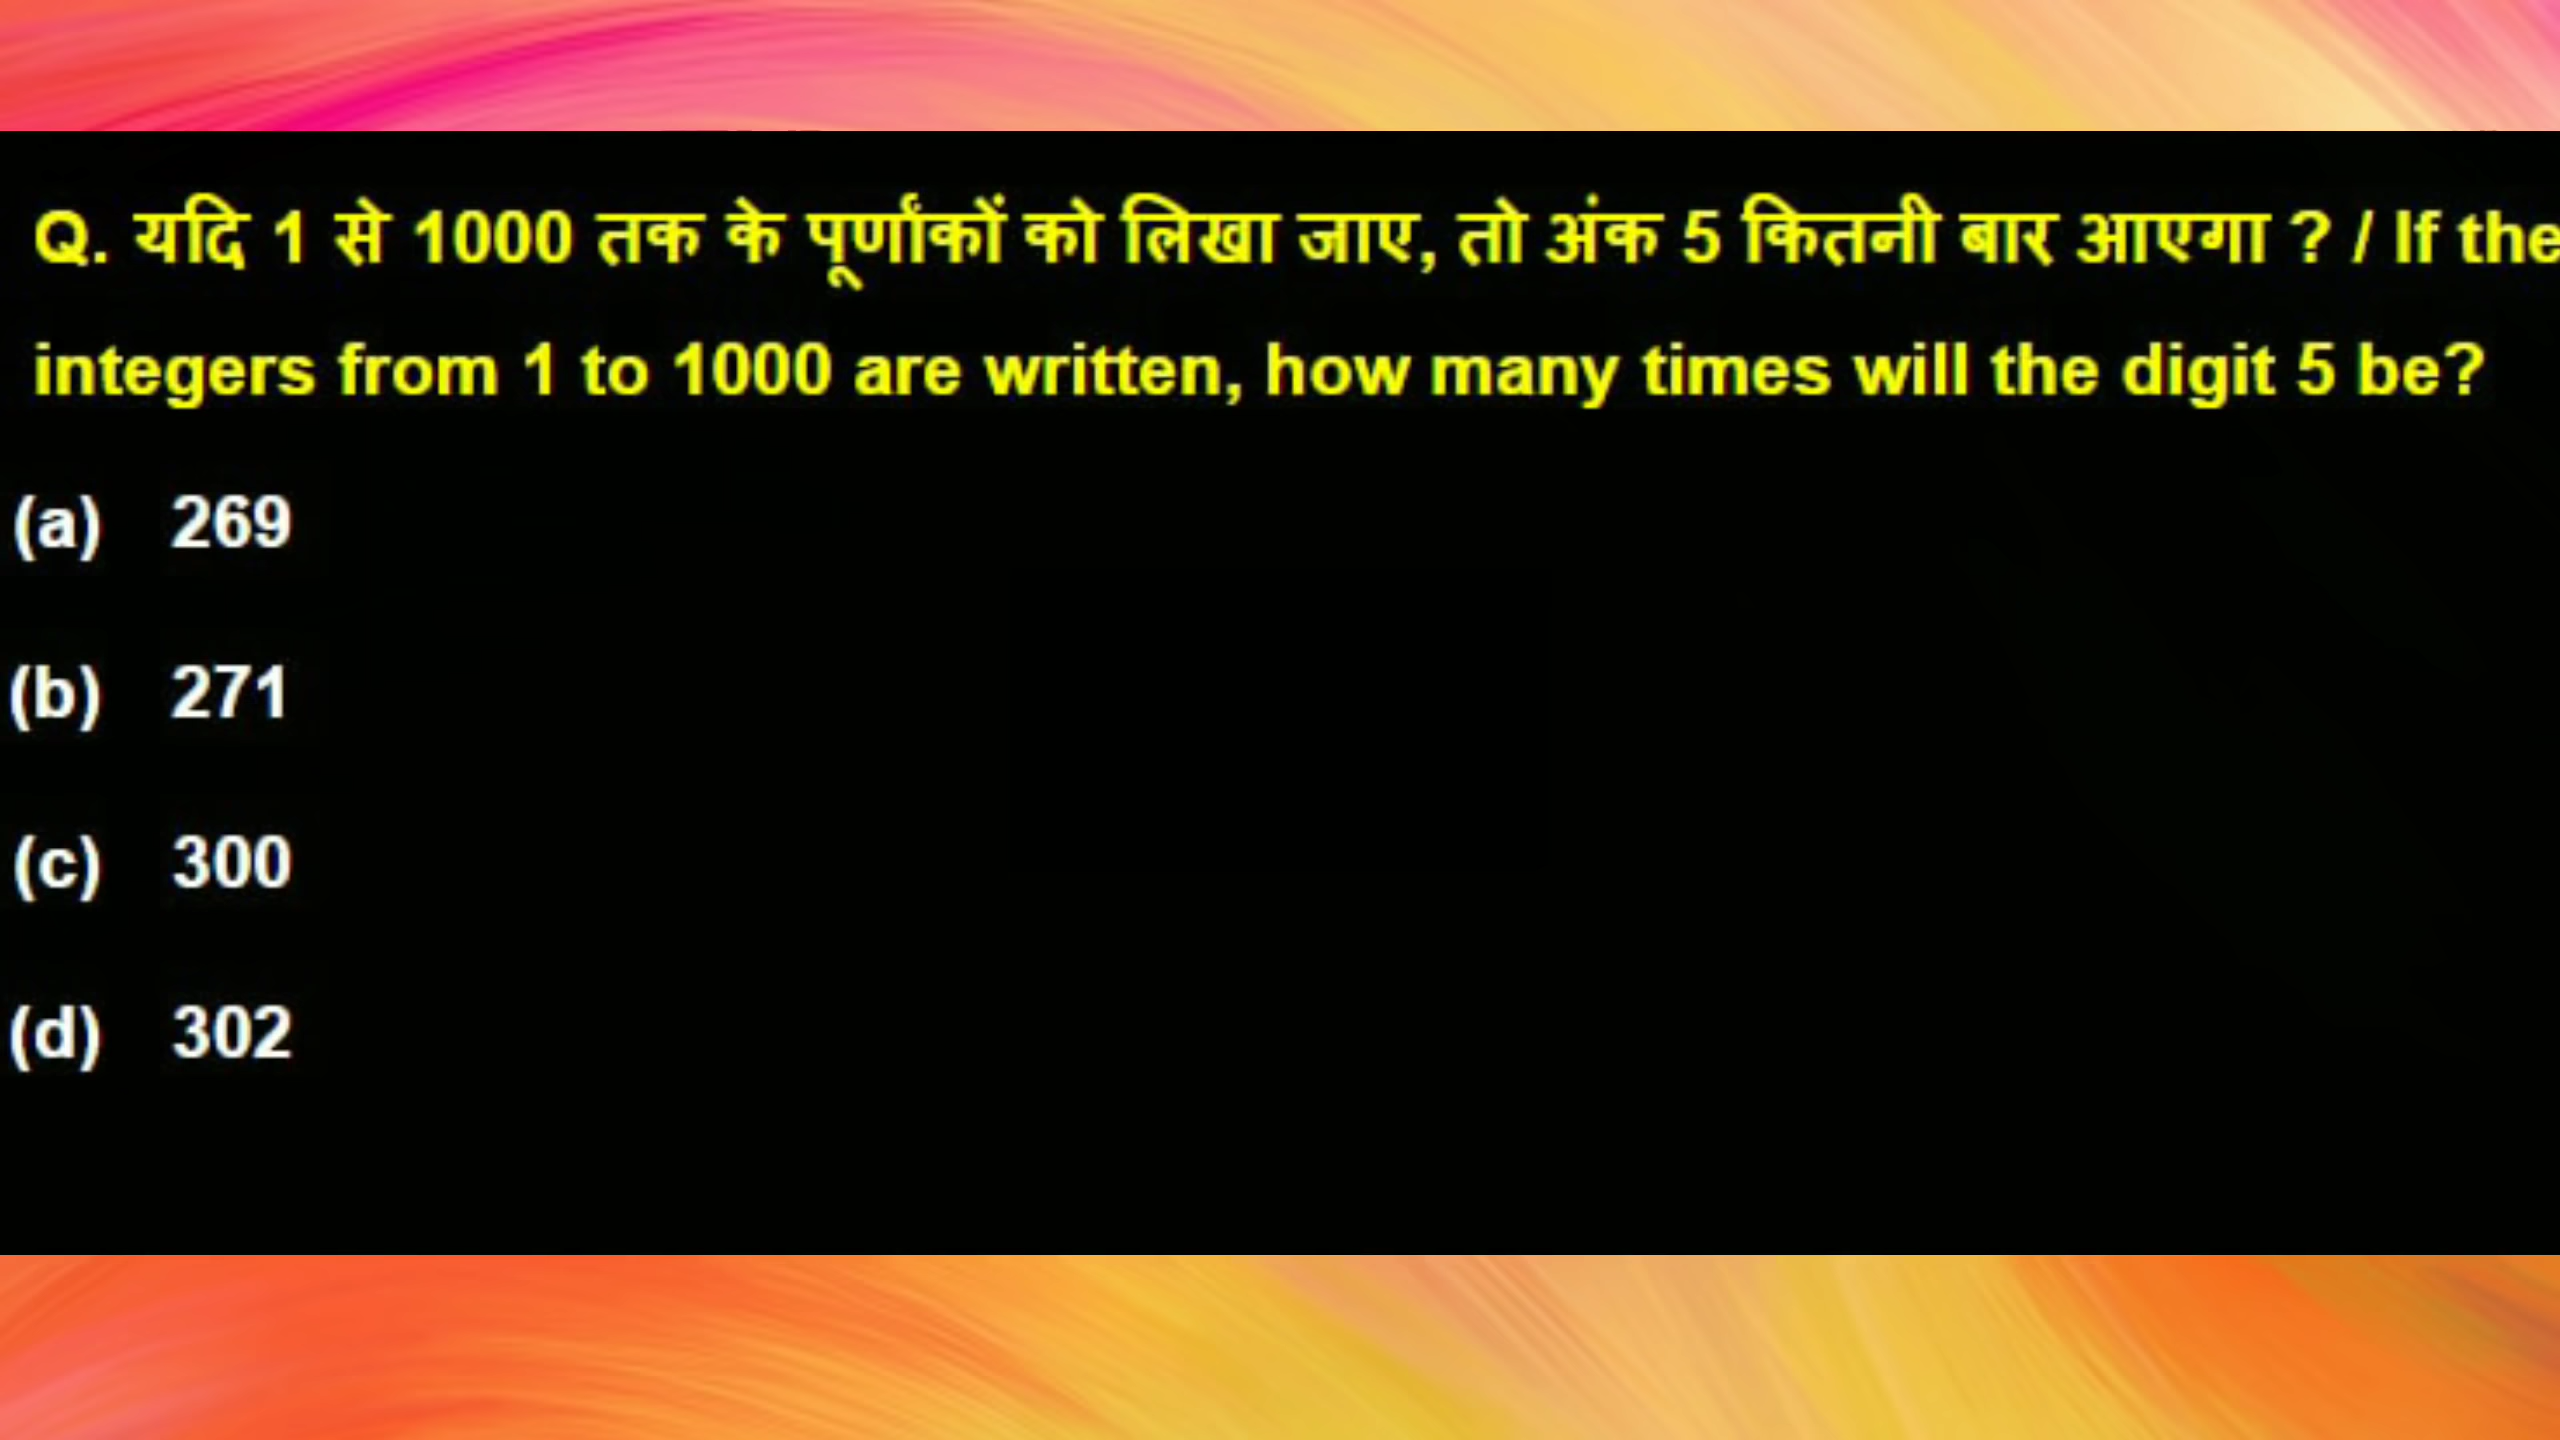 Q. यदि 1 से 1000 तक के पूर्णांकों को लिखा जाए, तो अंक 5 कितनी बार आएगा ? / If the
integers from 1 to 1000 are written, how many times will the digit 5 be?
(a) 269
(b) 271
(c) 300
(d) 302